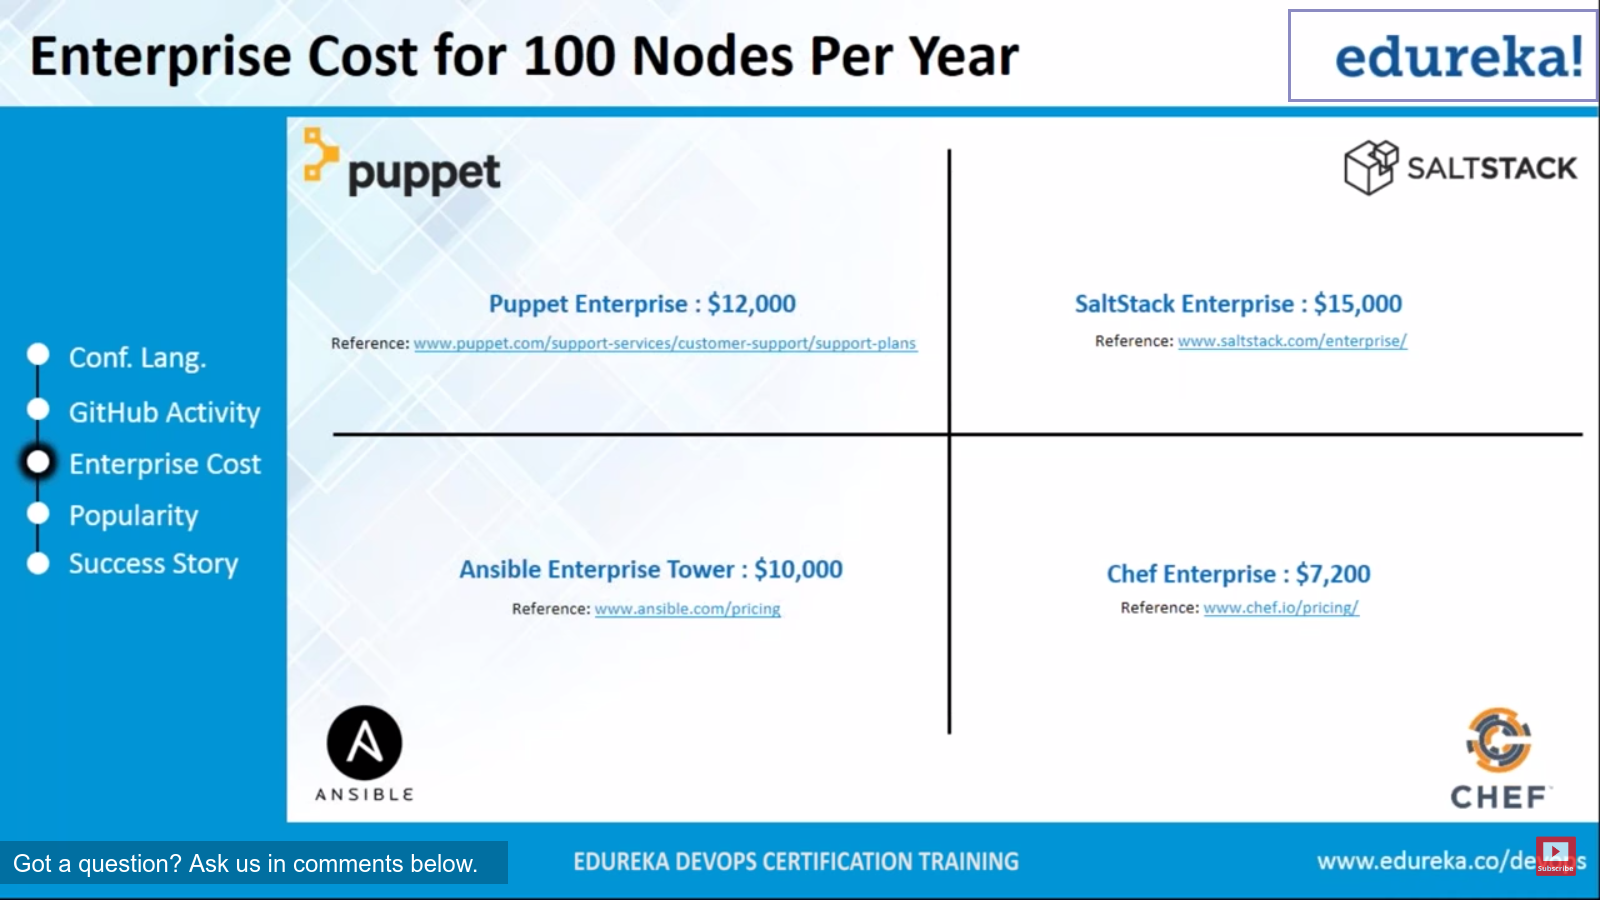 Enterprise Cost for 100 Nodes Per Year
edureka!
puppet
SALTSTACK
Puppet Enterprise : $12,000
Reference: www.puppet.com/support-services/customer-support/support-plans
SaltStack Enterprise : $15,000
Reference: www.saltstack.com/enterprise/
Conf. Lang.
GitHub Activity
Enterprise Cost
Popularity
Success Story
Ansible Enterprise Tower : $10,000
Reference: www.ansible.com/pricing
Chef Enterprise : $7,200
Reference: www.chef.io/pricing/
ANSIBLE
CHEF
Got a question? Ask us in comments below.
EDUREKA DEVOPS CERTIFICATION TRAINING
www.edureka.co/devops
Subscribe